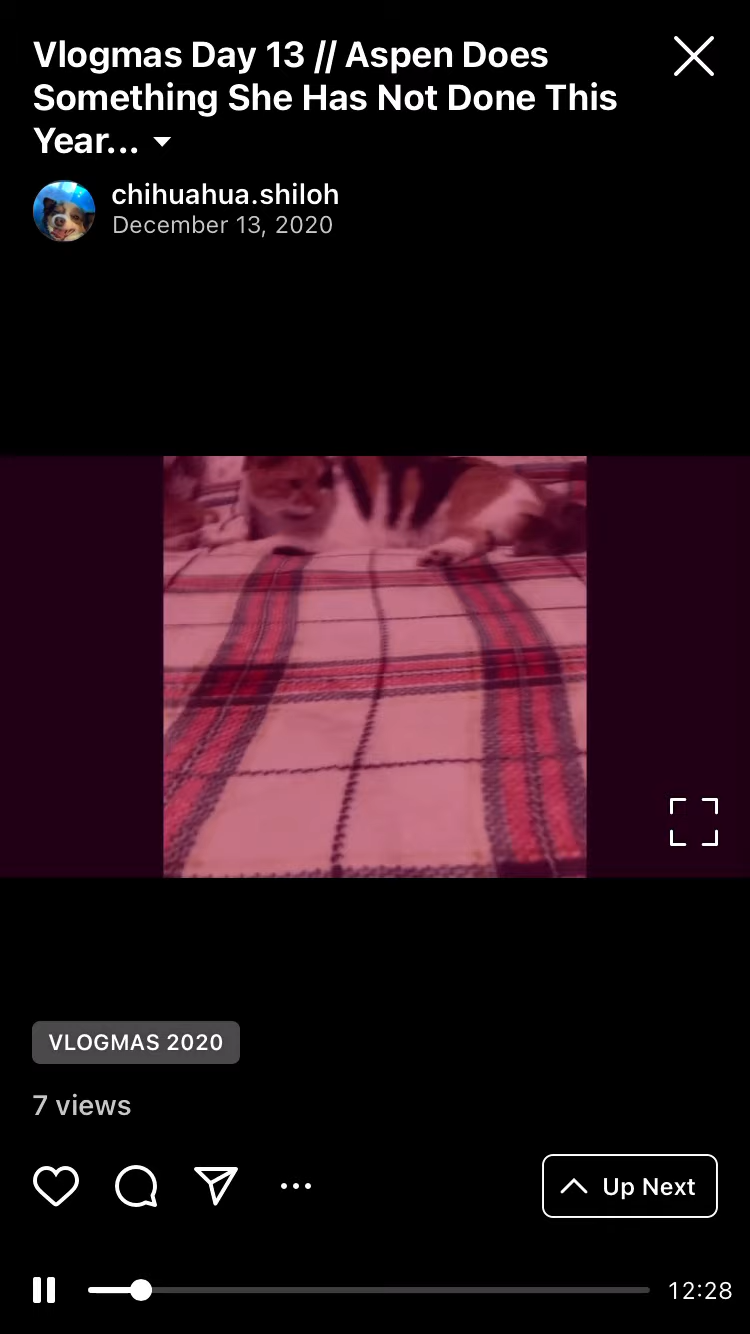 Vlogmas Day 13 // Aspen Does
Something She Has Not Done This
Year...
chihuahua.shiloh
December 13, 2020
VLOGMAS 2020
7 views
Up Next
12:28